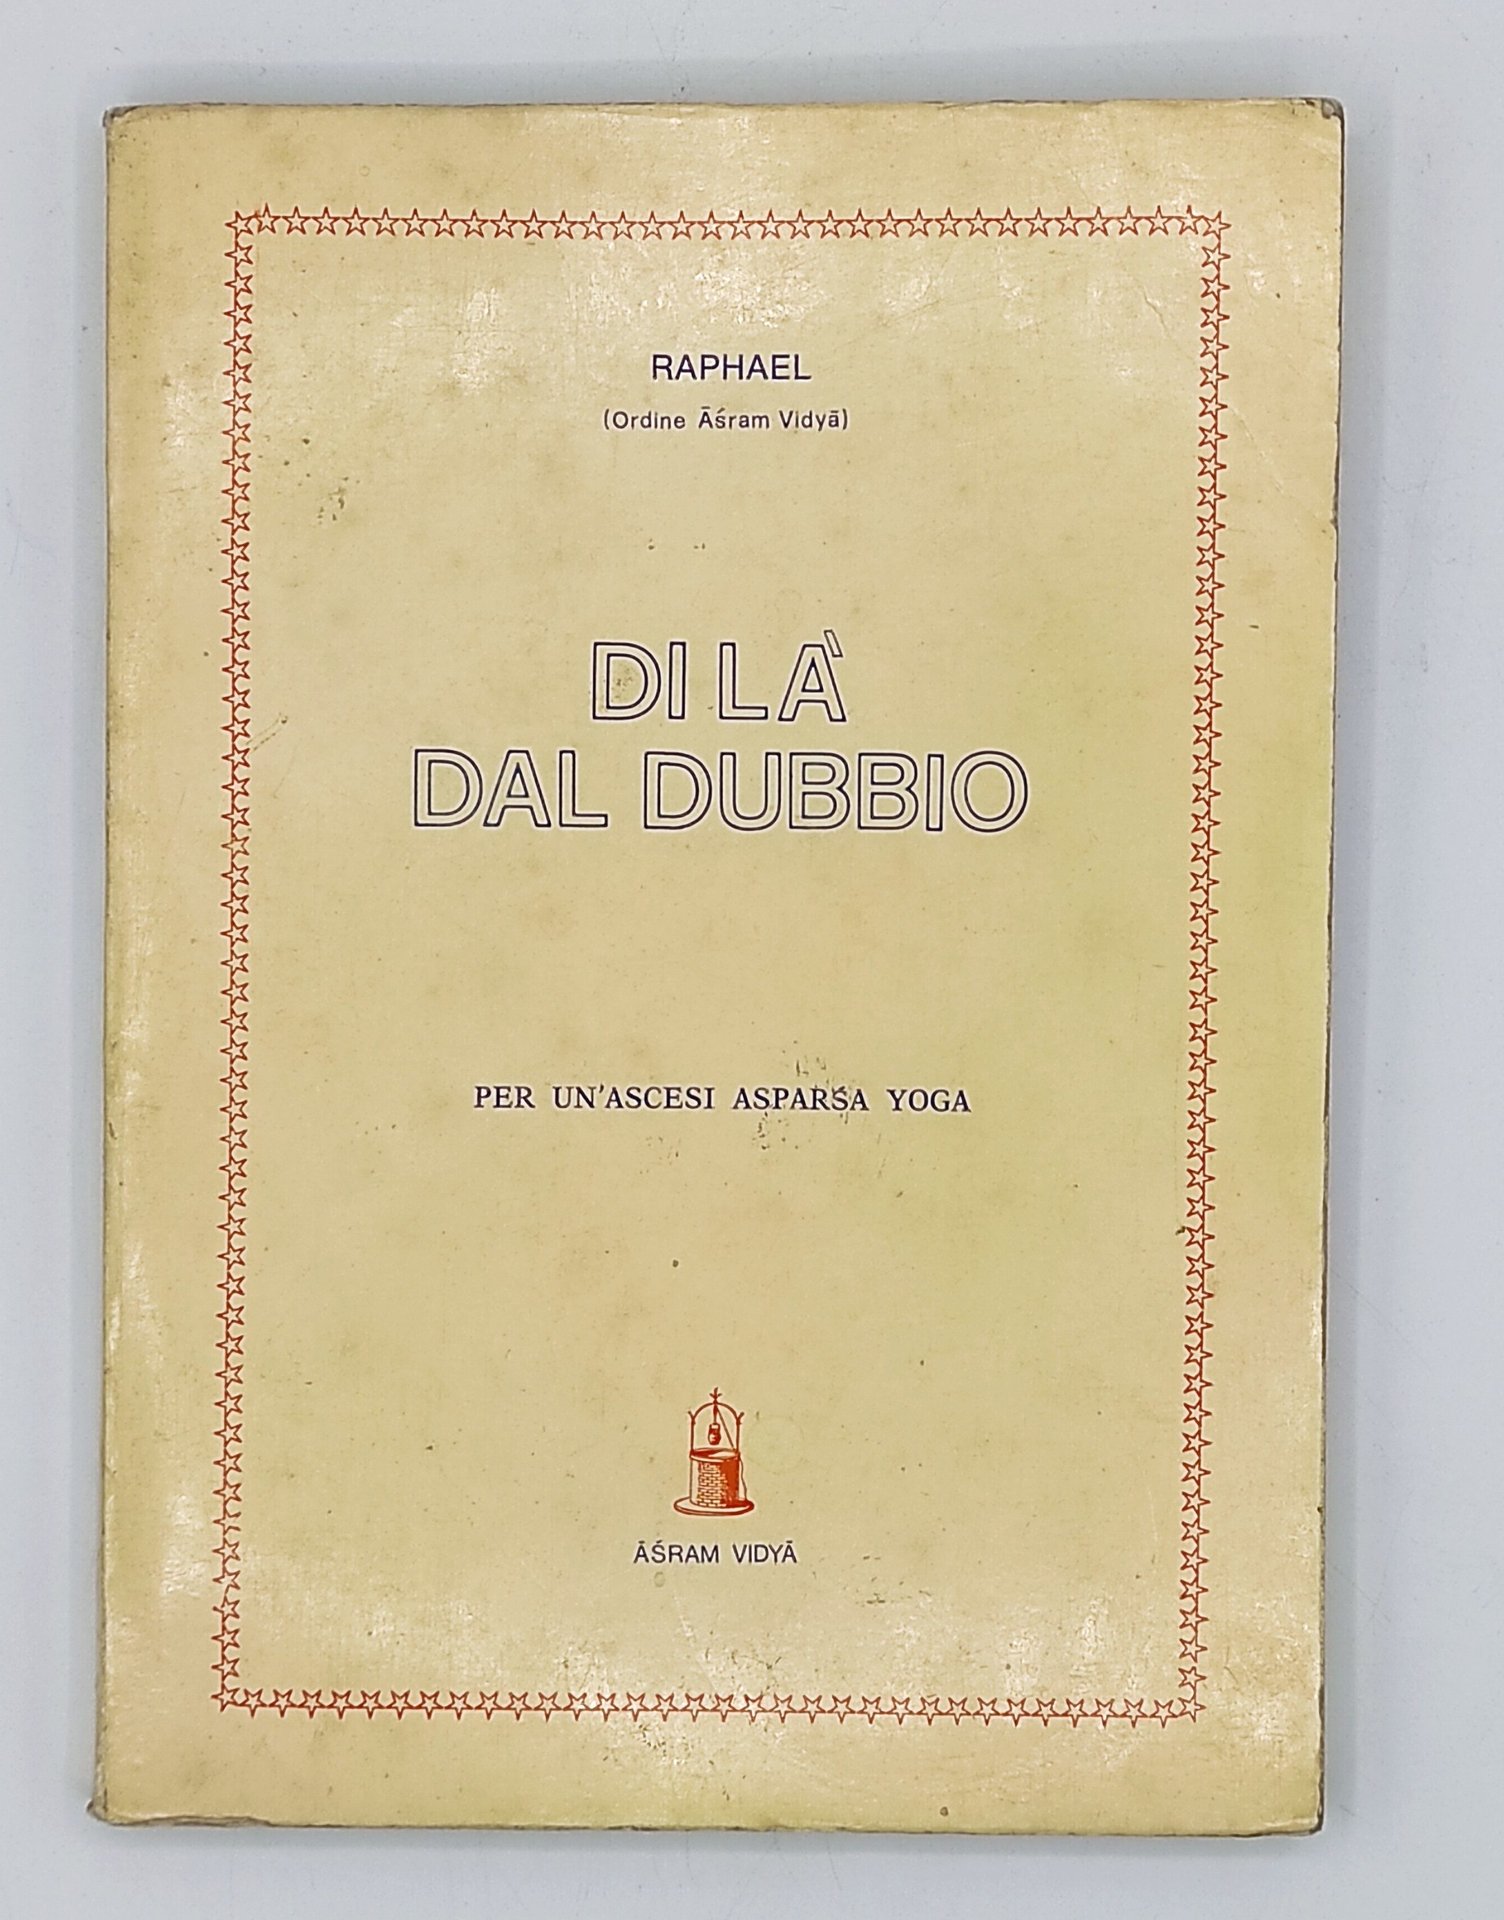 RAPHAEL
(Ordine Āśram Vidyā)
DI LÀ
DAL DUBBIO
PER UN'ASCESI ASPARŚA YOGA
ĀŚRAM VIDYĀ